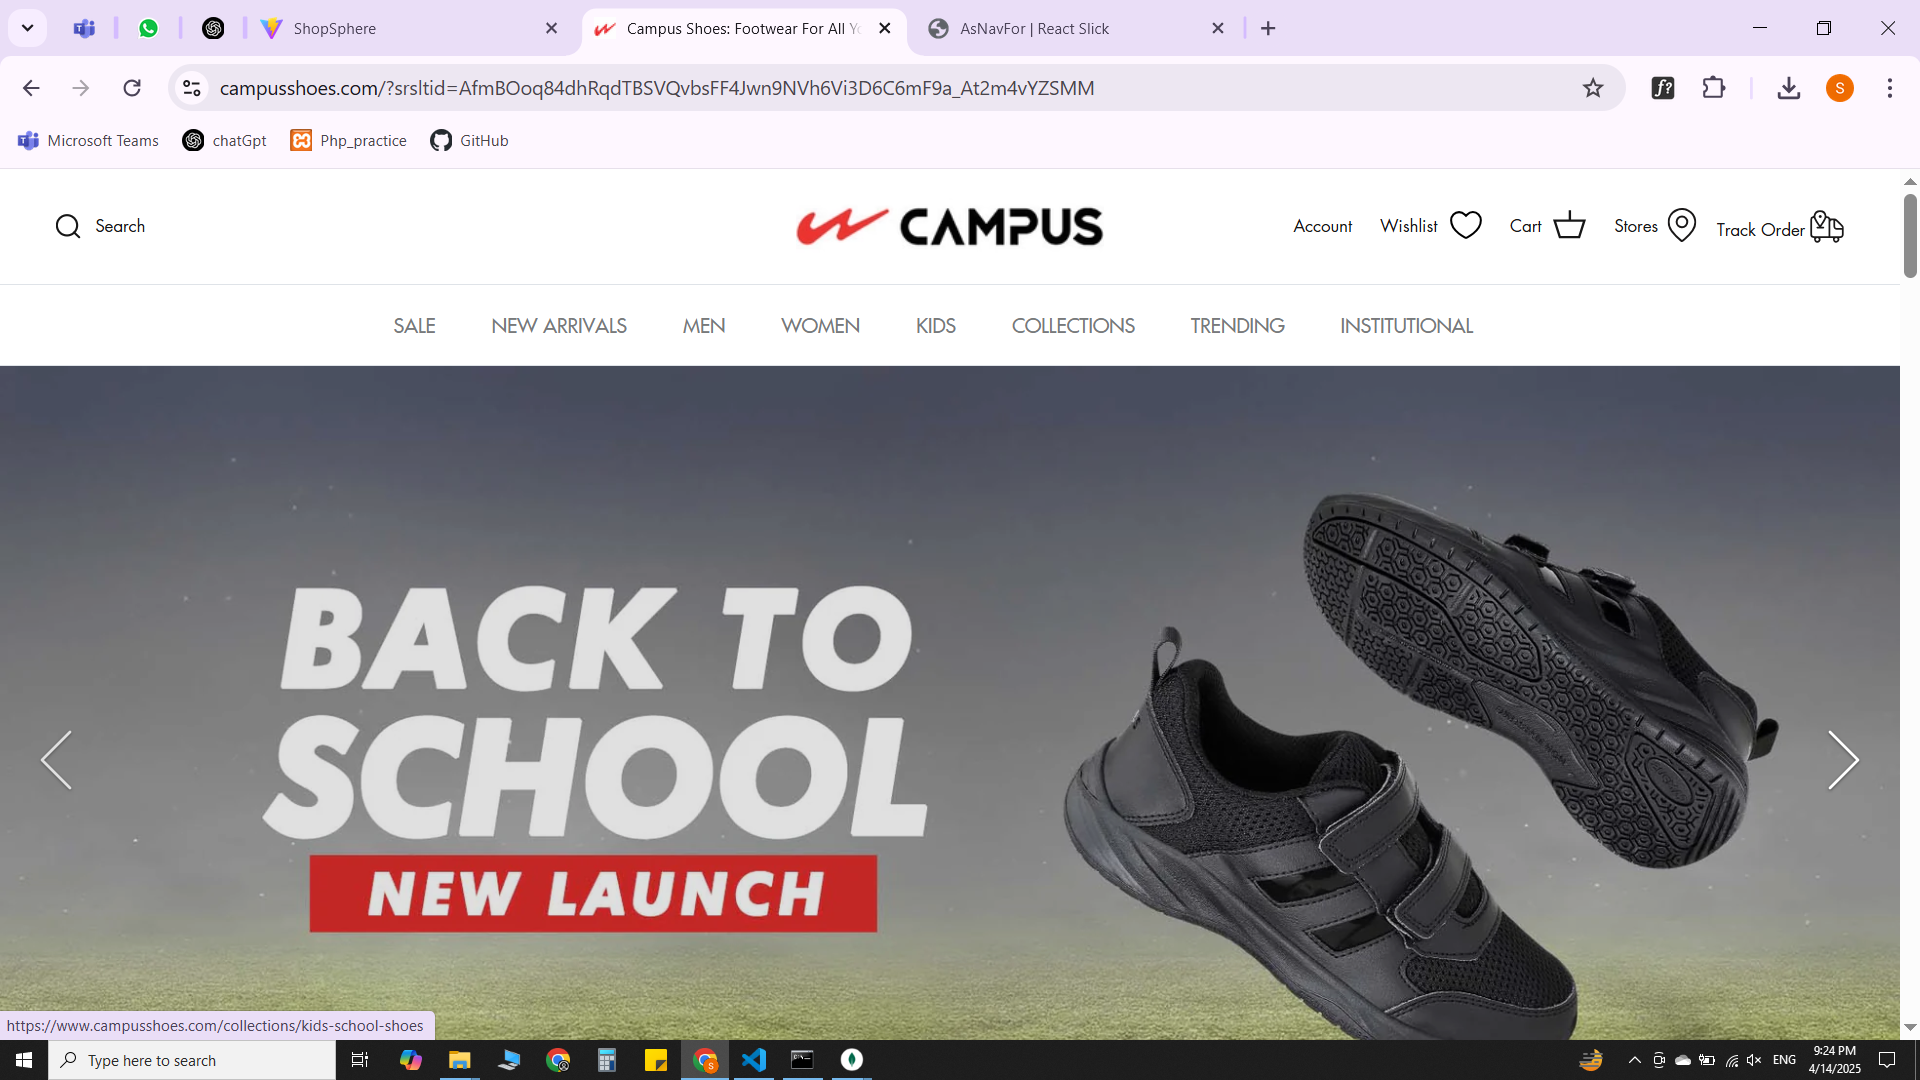 ShopSphere
Campus Shoes: Footwear For All Yo
AsNavFor | React Slick
campusshoes.com/?srsltid=AfmBOoq84dhRqdTBSVQvbsFF4Jwn9NVh6Vi3D6C6mF9a_At2m4vYZSMM
f?
S
Microsoft Teams
chatGpt
Php_practice
GitHub
Search
CAMPUS
Account
Wishlist
Cart
Stores
Track Order
SALE
NEW ARRIVALS
MEN
WOMEN
KIDS
COLLECTIONS
TRENDING
INSTITUTIONAL
BACK TO
SCHOOL
NEW LAUNCH
https://www.campusshoes.com/collections/kids-school-shoes
Type here to search
ENG
9:24 PM
4/14/2025